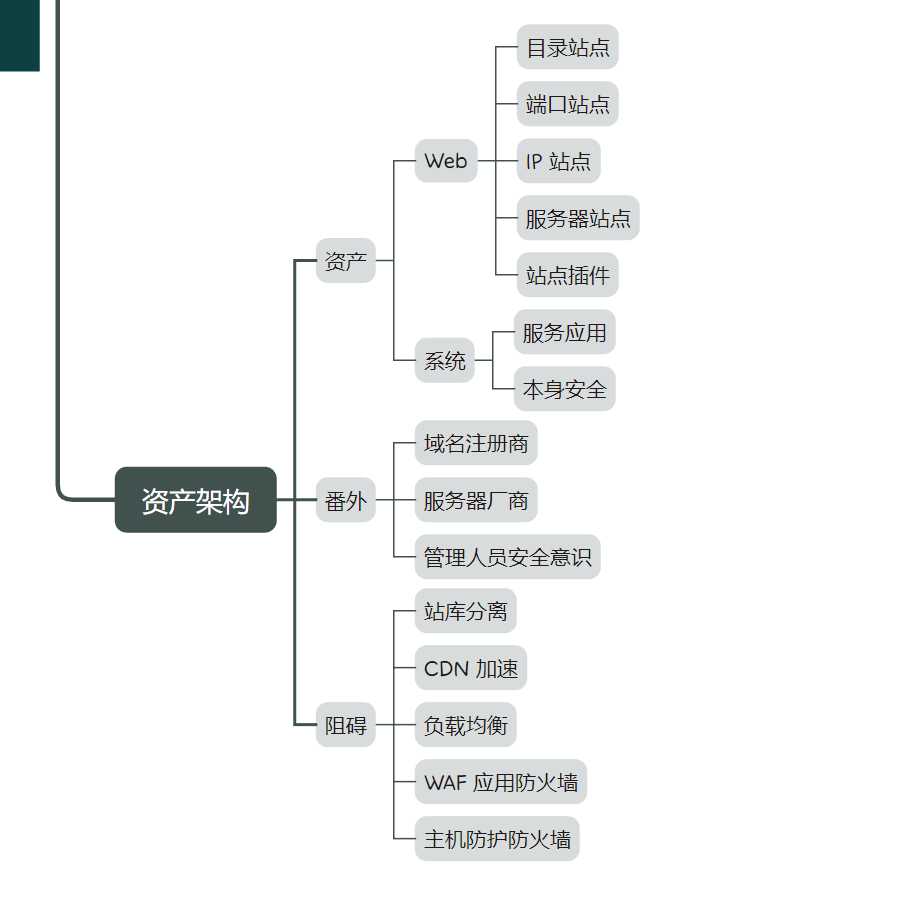 目录站点
端口站点
Web
IP 站点
服务器站点
资产
站点插件
服务应用
系统
本身安全
域名注册商
资产架构
番外
服务器厂商
管理人员安全意识
站库分离
CDN 加速
阻碍
负载均衡
WAF 应用防火墙
主机防护防火墙